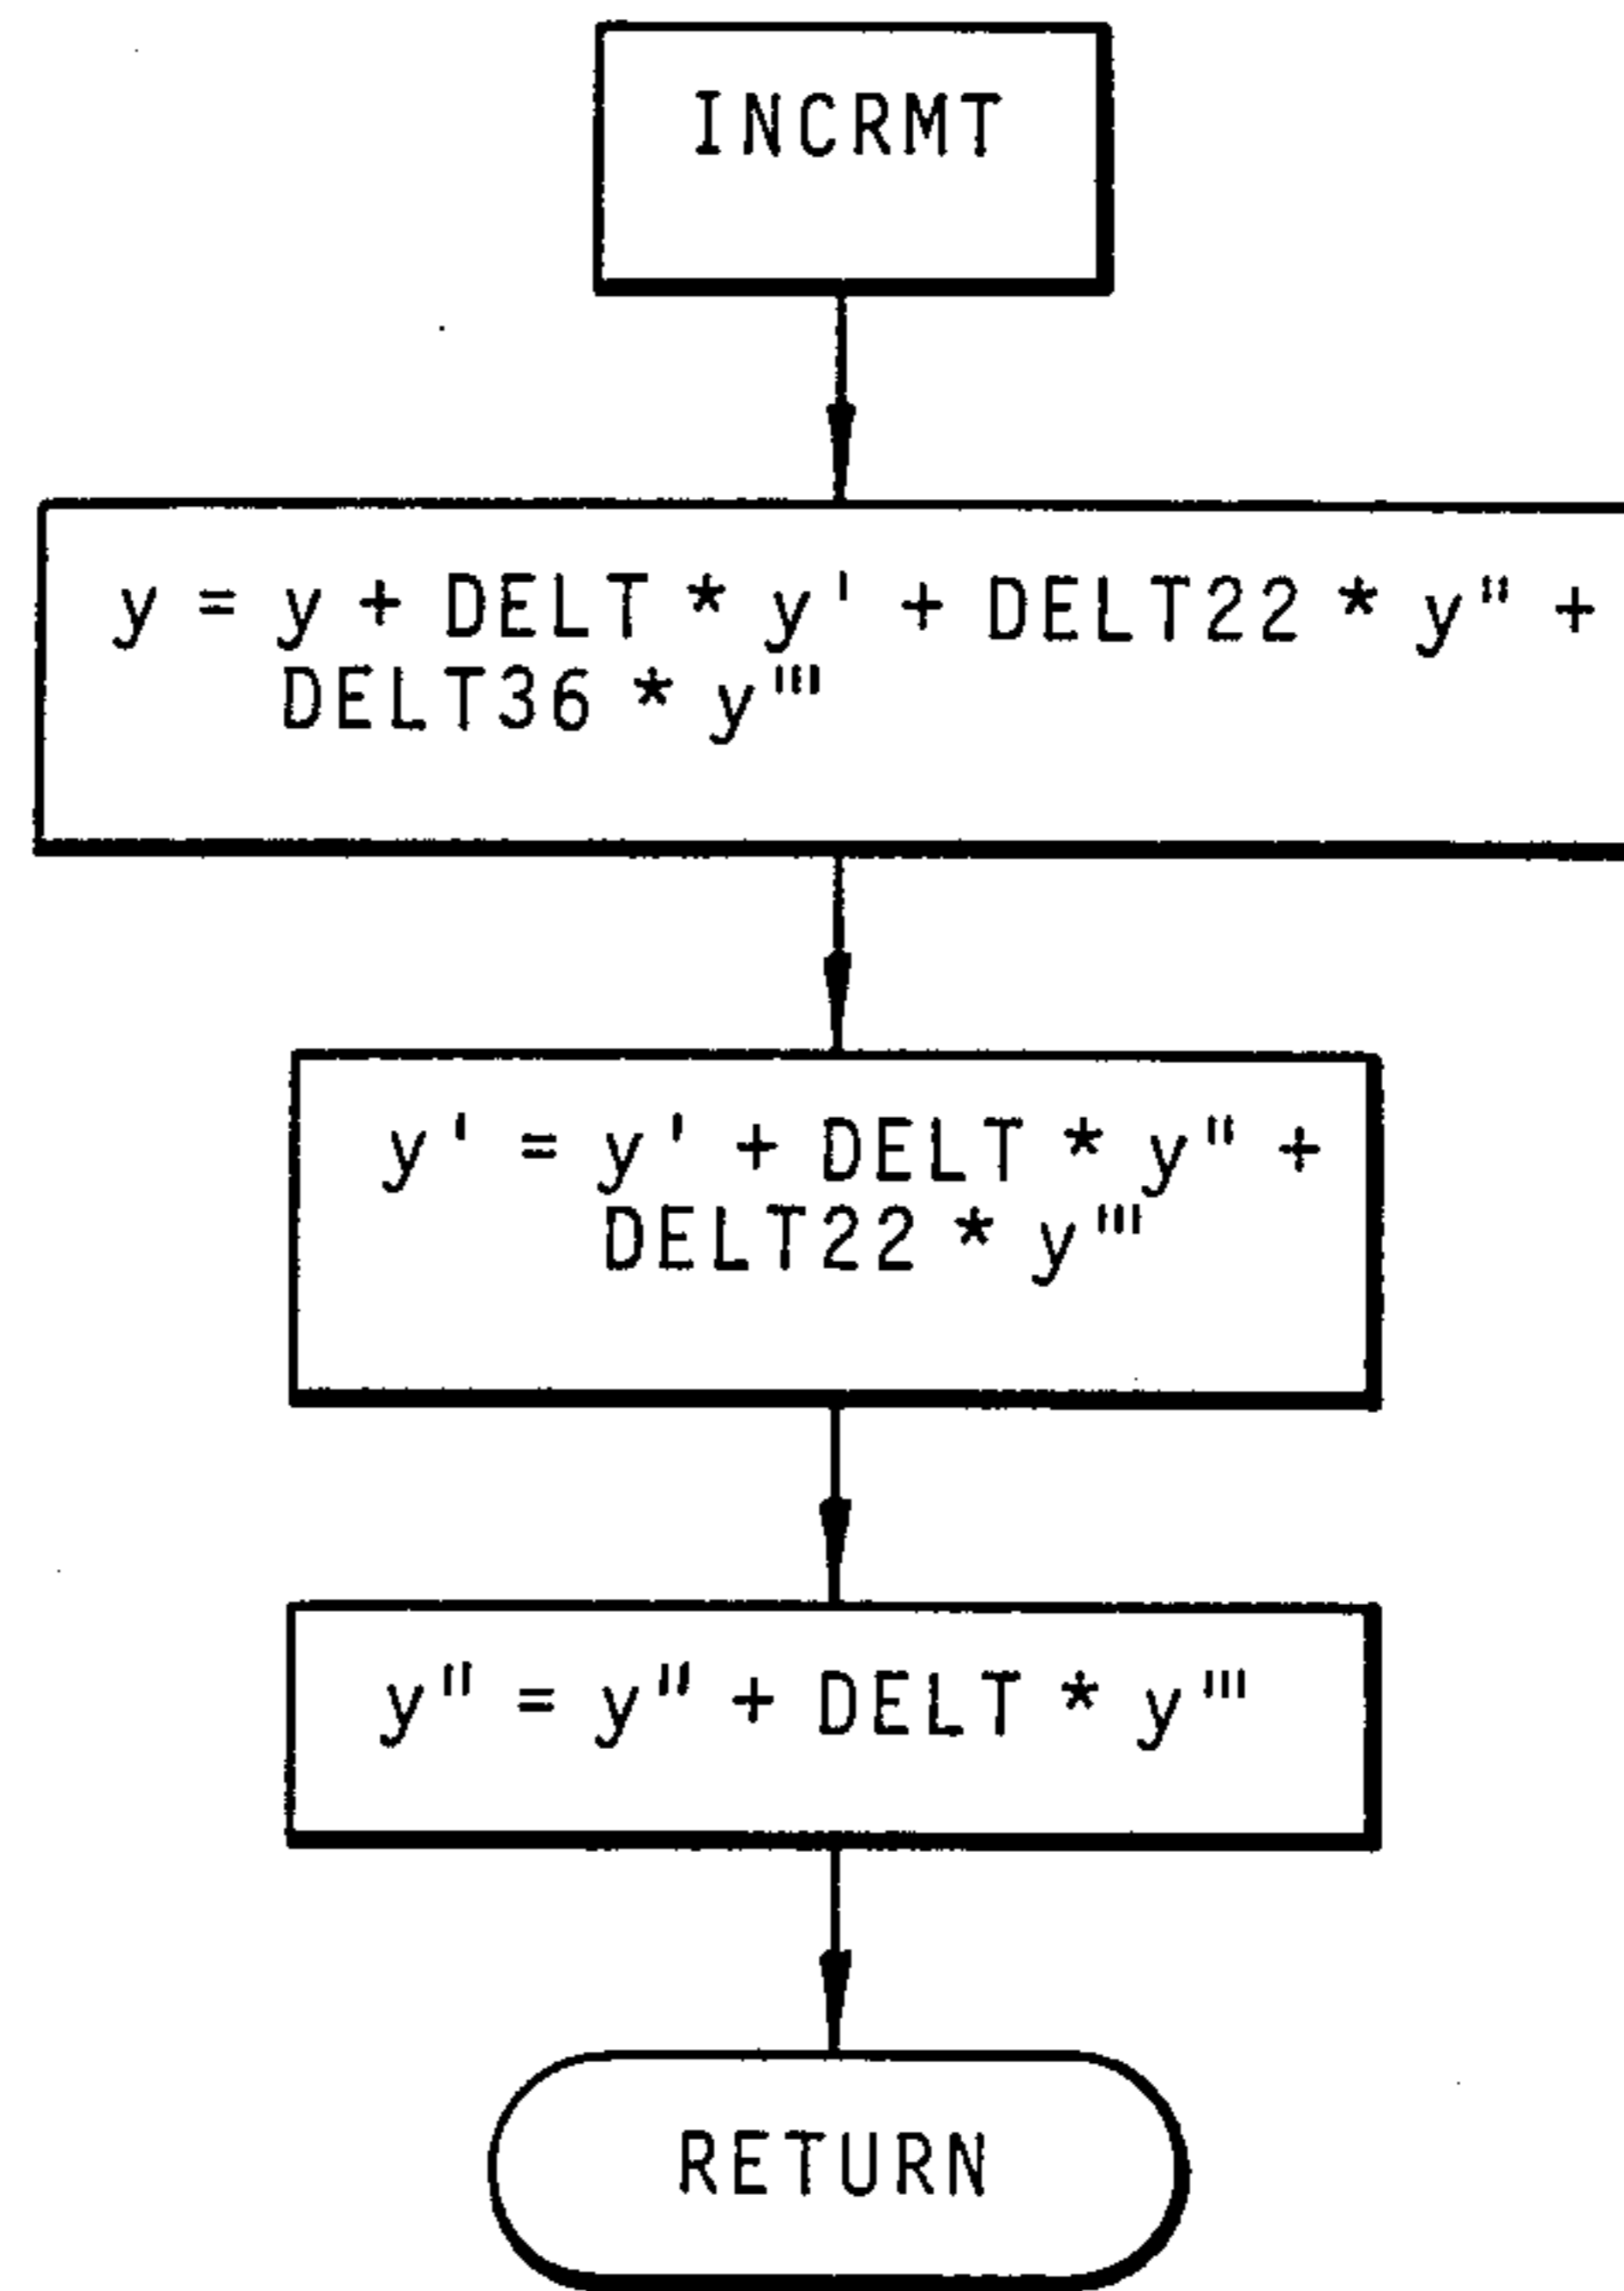 INCRMT
y = y + DELT * y' + DELT22 * y" +
DELT36 * y'''
y' = y' + DELT * y" +
DELT22 * y'''
y" = y" + DELT * y'''
RETURN